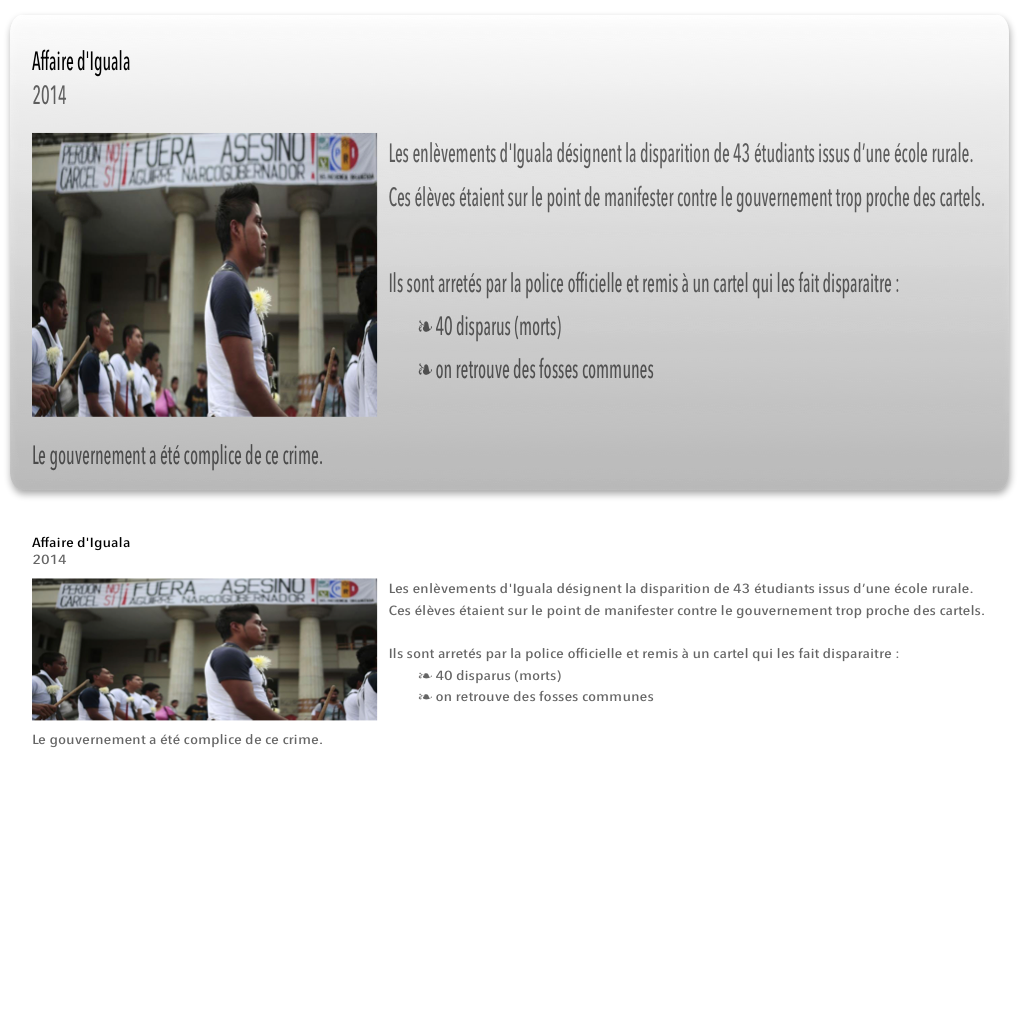 Affaire d'Iguala
2014
PERDON NO ¡FUERA ASESINO!
CARCEL SI AGUIRRE NARCOGOBERNADOR
Les enlèvements d'Iguala désignent la disparition de 43 étudiants issus d’une école rurale.
Ces élèves étaient sur le point de manifester contre le gouvernement trop proche des cartels.
Ils sont arretés par la police officielle et remis à un cartel qui les fait disparaitre :
❧ 40 disparus (morts)
❧ on retrouve des fosses communes
Le gouvernement a été complice de ce crime.
Affaire d'Iguala
2014
PERDON NO ¡FUERA ASESINO!
CARCEL SI AGUIRRE NARCOGOBERNADOR
Les enlèvements d'Iguala désignent la disparition de 43 étudiants issus d’une école rurale.
Ces élèves étaient sur le point de manifester contre le gouvernement trop proche des cartels.
Ils sont arretés par la police officielle et remis à un cartel qui les fait disparaitre :
❧ 40 disparus (morts)
❧ on retrouve des fosses communes
Le gouvernement a été complice de ce crime.